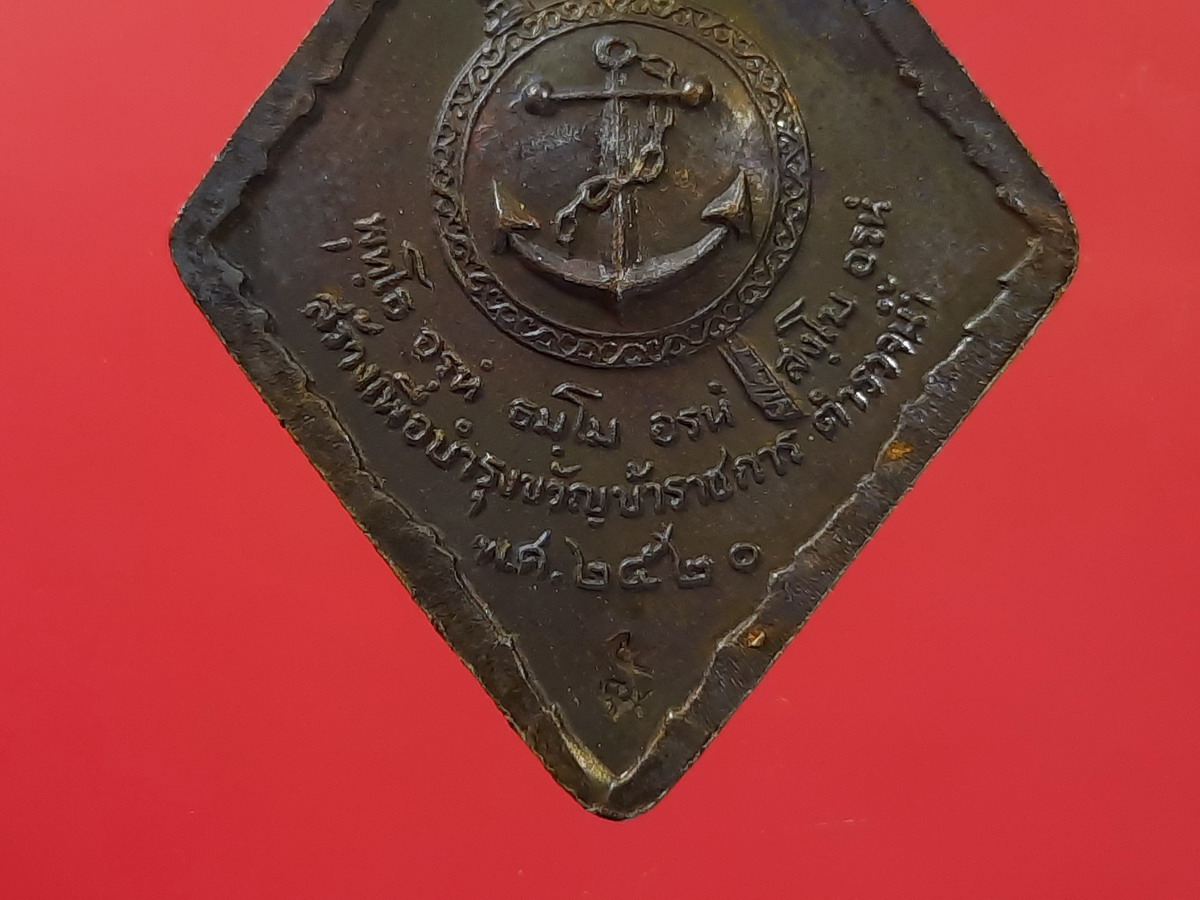 พุทฺโธ อรหํ ธมฺโม อรหํ สงฺโฆ อรหํ
สร้างเพื่อบำรุงขวัญข้าราชการ ตำรวจน้ำ
พ.ศ. ๒๕๒๐